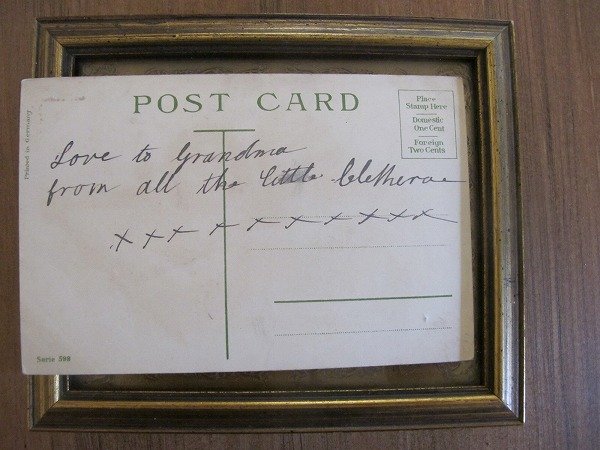 POST CARD
Place
Stamp Here
Domestic
One Cent
Foreign
Two Cents
Printed in Germany
Love to Grandma
from all the little
x x x x x x x x x x
Serie 598